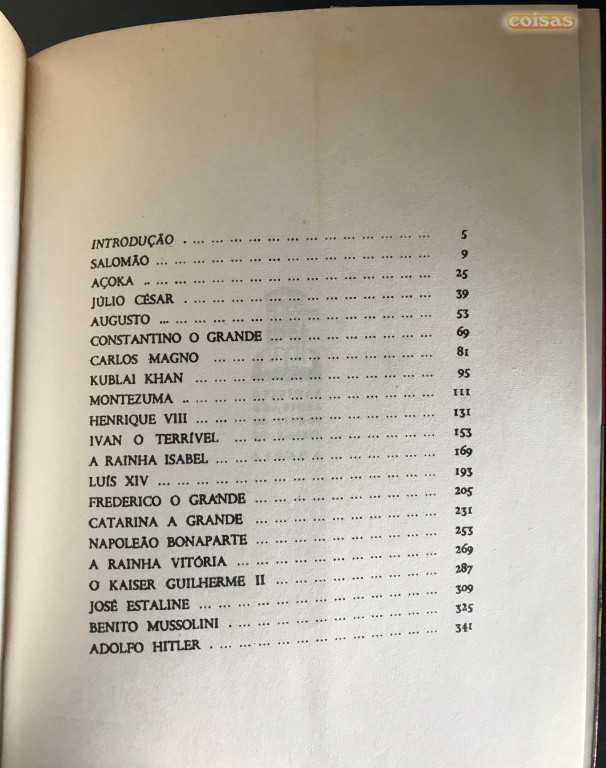 coisas
INTRODUÇÃO . ... ... ... ... ... ... ... ... ... ... ... ... ... 5
SALOMÃO ... ... ... ... ... ... ... ... ... ... ... ... ... ... ... 9
AÇOKA .. ... ... ... ... ... ... ... ... ... ... ... ... ... ... ... 25
JÚLIO CÉSAR . ... ... ... ... ... ... ... ... ... ... ... ... ... 39
AUGUSTO ... ... ... ... ... ... ... ... ... ... ... ... ... ... ... 53
CONSTANTINO O GRANDE ... ... ... ... ... ... ... ... ... 69
CARLOS MAGNO ... ... ... ... ... ... ... ... ... ... ... ... 81
KUBLAI KHAN ... ... ... ... ... ... ... ... ... ... ... ... ... 95
MONTEZUMA .. ... ... ... ... ... ... ... ... ... ... ... ... ... 111
HENRIQUE VIII ... ... ... ... ... ... ... ... ... ... ... ... ... 131
IVAN O TERRÍVEL ... ... ... ... ... ... ... ... ... ... ... ... 153
A RAINHA ISABEL ... ... ... ... ... ... ... ... ... ... ... ... 169
LUÍS XIV ... ... ... ... ... ... ... ... ... ... ... ... ... ... ... 193
FREDERICO O GRANDE ... ... ... ... ... ... ... ... ... ... 205
CATARINA A GRANDE ... ... ... ... ... ... ... ... ... ... 231
NAPOLEÃO BONAPARTE ... ... ... ... ... ... ... ... ... ... 253
A RAINHA VITÓRIA ... ... ... ... ... ... ... ... ... ... ... 269
O KAISER GUILHERME II ... ... ... ... ... ... ... ... ... 287
JOSÉ ESTALINE ... ... ... ... ... ... ... ... ... ... ... ... ... 309
BENITO MUSSOLINI . ... ... ... ... ... ... ... ... ... ... ... 325
ADOLFO HITLER . ... ... ... ... ... ... ... ... ... ... ... ... 341